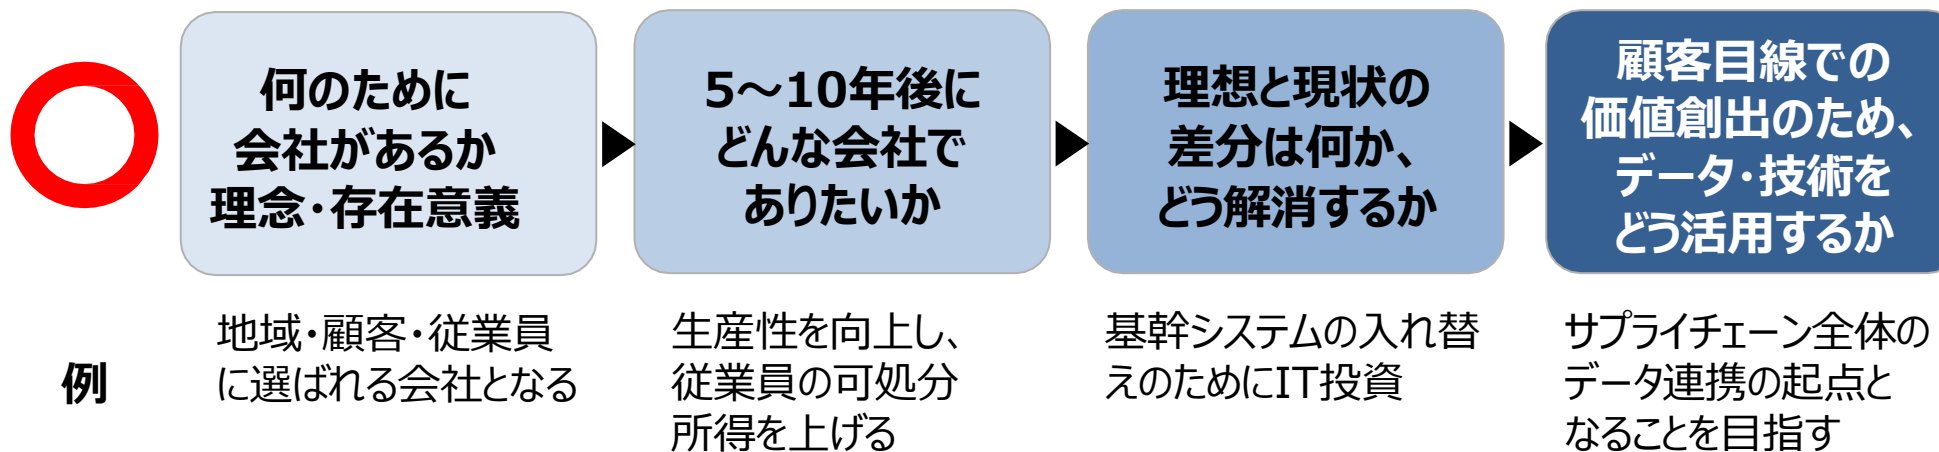 何のために
会社があるか
理念・存在意義
5～10年後に
どんな会社で
ありたいか
理想と現状の
差分は何か、
どう解消するか
顧客目線での
価値創出のため、
データ・技術を
どう活用するか
例
地域・顧客・従業員
に選ばれる会社となる
生産性を向上し、
従業員の可処分
所得を上げる
基幹システムの入れ替
えのためにIT投資
サプライチェーン全体の
データ連携の起点と
なることを目指す